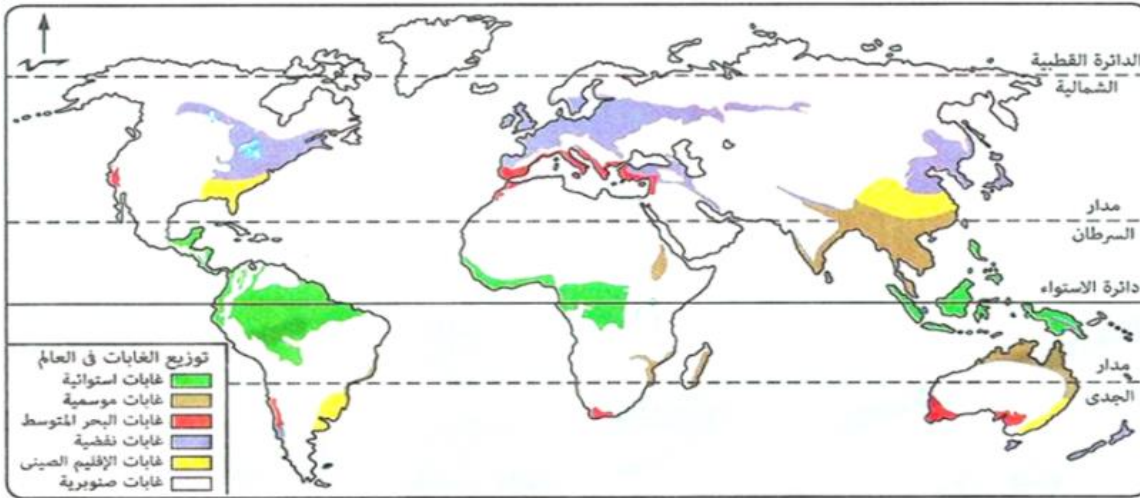 الدائرة القطبية
الشمالية
مدار
السرطان
دائرة الاستواء
مدار
الجدى
توزيع الغابات فى العالم
غابات استوائية
غابات موسمية
غابات البحر المتوسط
غابات نفضية
غابات الإقليم الصينى
غابات صنوبرية